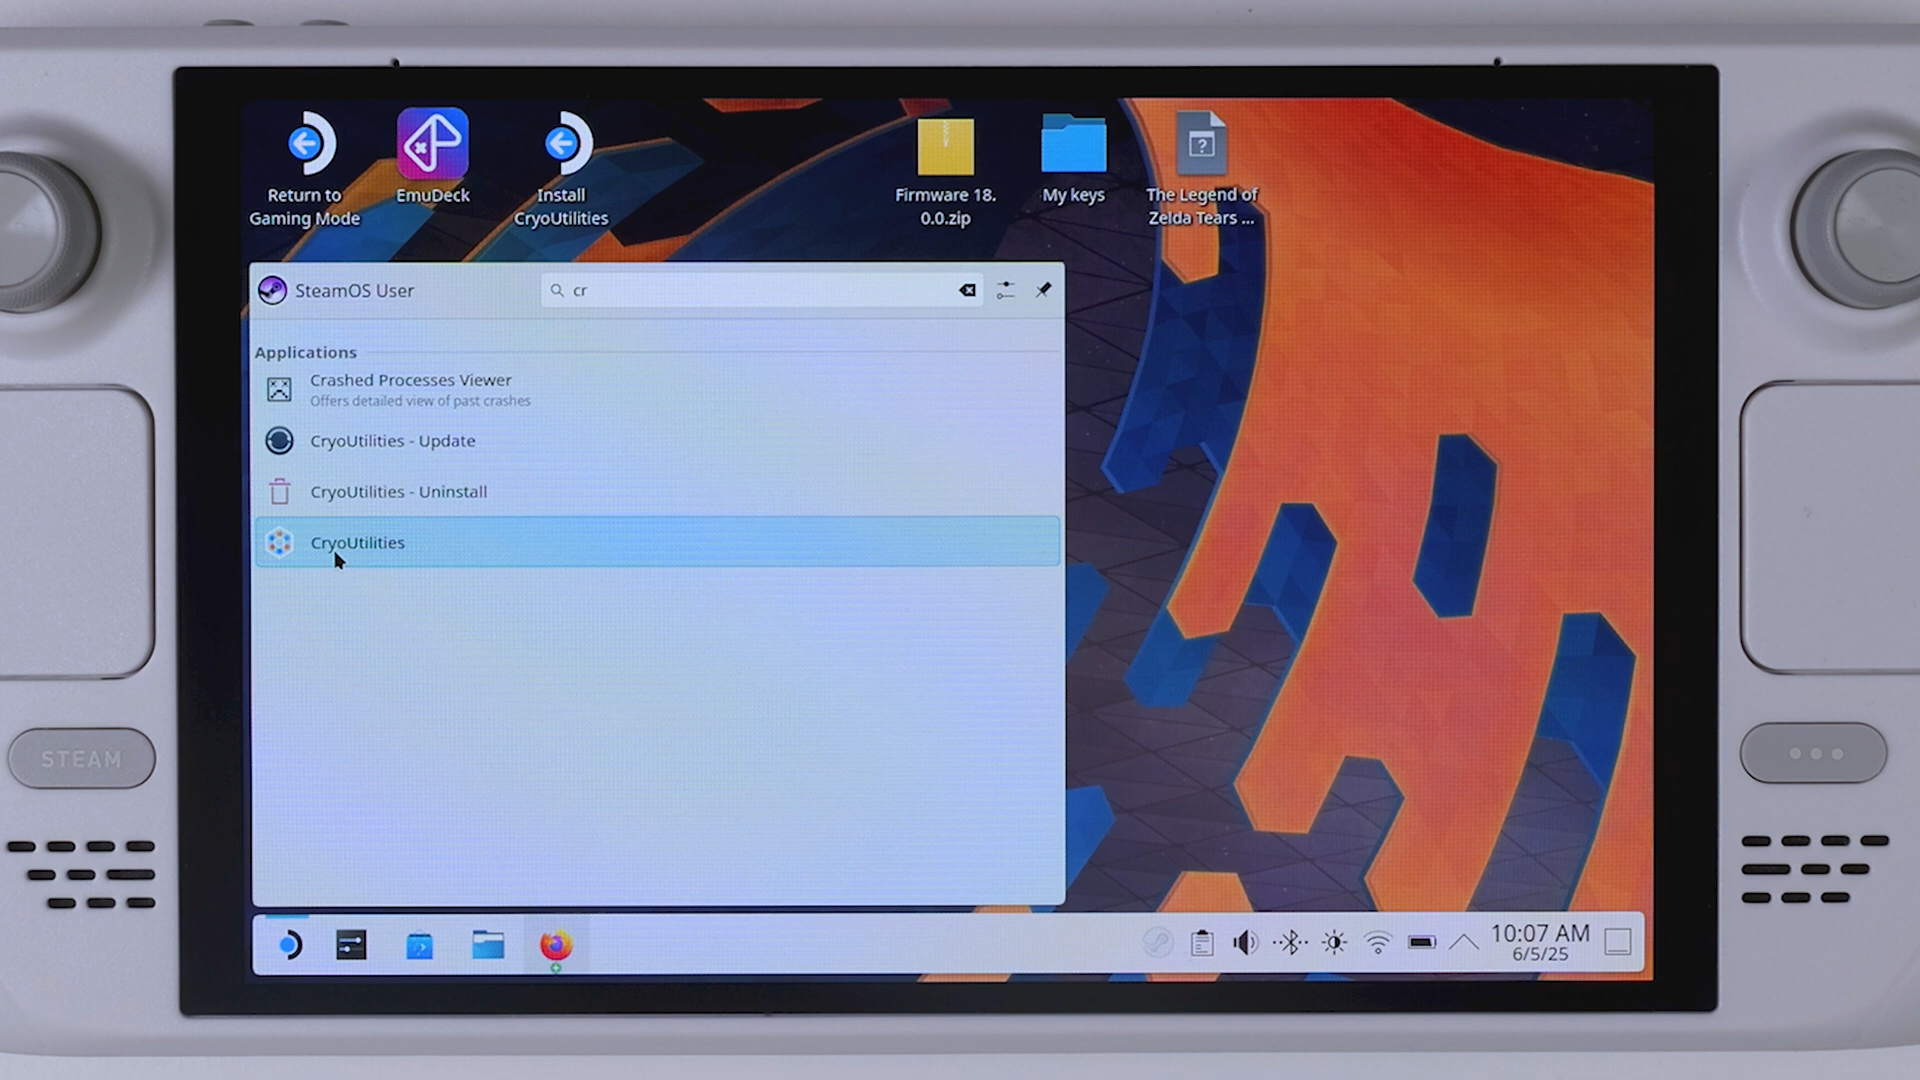 Return to
Gaming Mode
EmuDeck
Install
CryoUtilities
Firmware 18.
0.0.zip
My keys
The Legend of
Zelda Tears ...
SteamOS User
cr
Applications
Crashed Processes Viewer
Offers detailed view of past crashes
CryoUtilities - Update
CryoUtilities - Uninstall
CryoUtilities
STEAM
10:07 AM
6/5/25